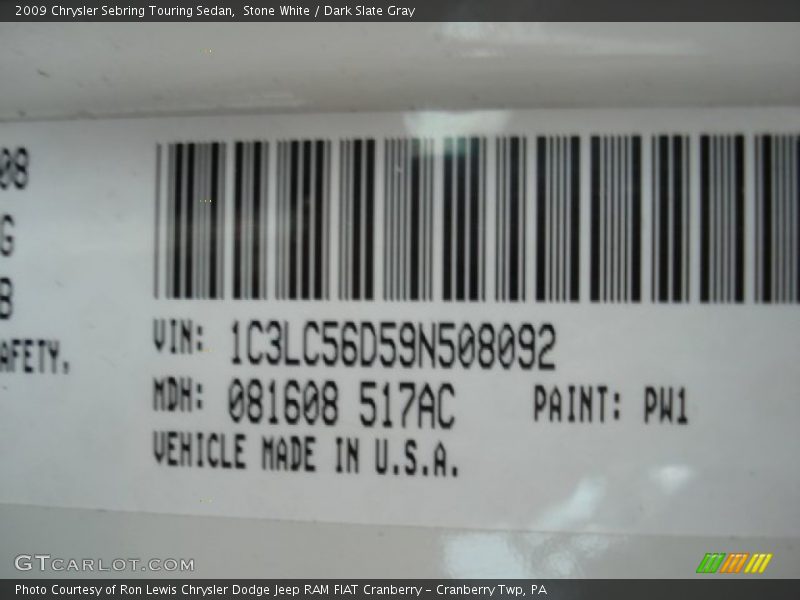 2009 Chrysler Sebring Touring Sedan,  Stone White / Dark Slate Gray
08
G
B
AFETY.
VIN: 1C3LC56D59N508092
MDH: 081608 517AC PAINT: PW1
VEHICLE MADE IN U.S.A.
GTCARLOT.COM
Photo Courtesy of Ron Lewis Chrysler Dodge Jeep RAM FIAT Cranberry – Cranberry Twp, PA